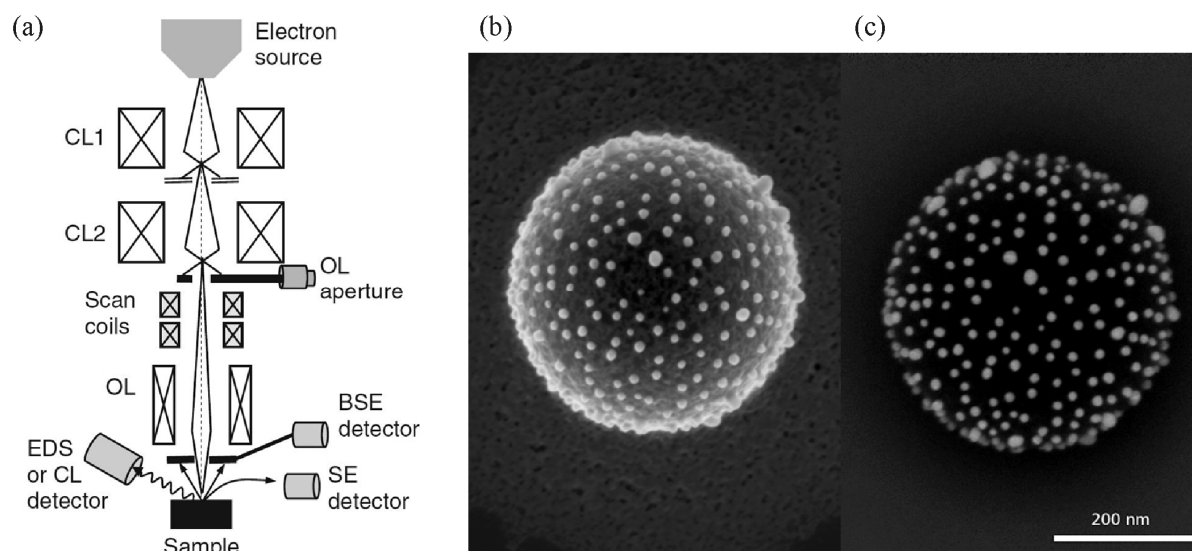 (a)
Electron
source
CL1
CL2
OL
aperture
Scan
coils
OL
BSE
detector
EDS
or CL
detector
SE
detector
Sample
(b)
(c)
200 nm